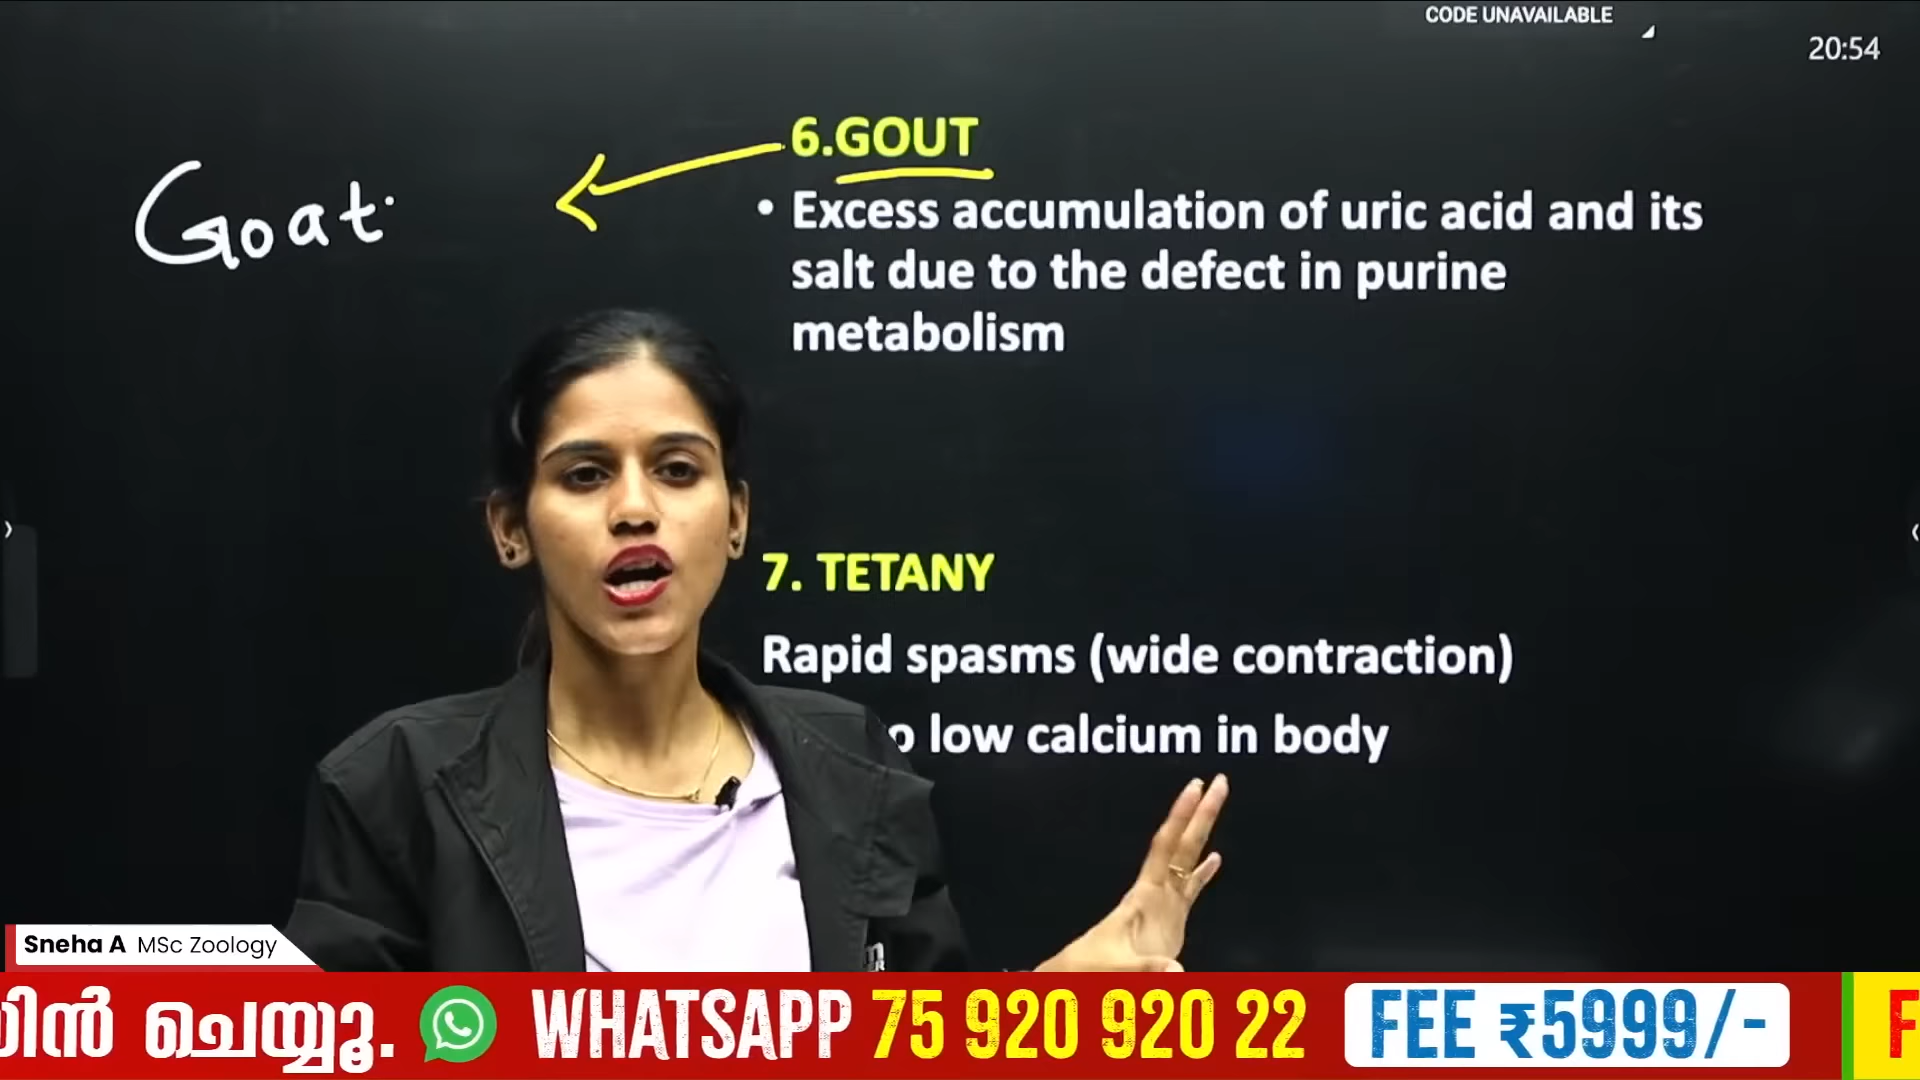 CODE UNAVAILABLE
20:54
6.GOUT
Goat.
• Excess accumulation of uric acid and its
salt due to the defect in purine
metabolism
7. TETANY
Rapid spasms (wide contraction)
low calcium in body
Sneha A MSc Zoology
ചെയ്യൂ. WHATSAPP 75 920 920 22 FEE ₹5999/- F